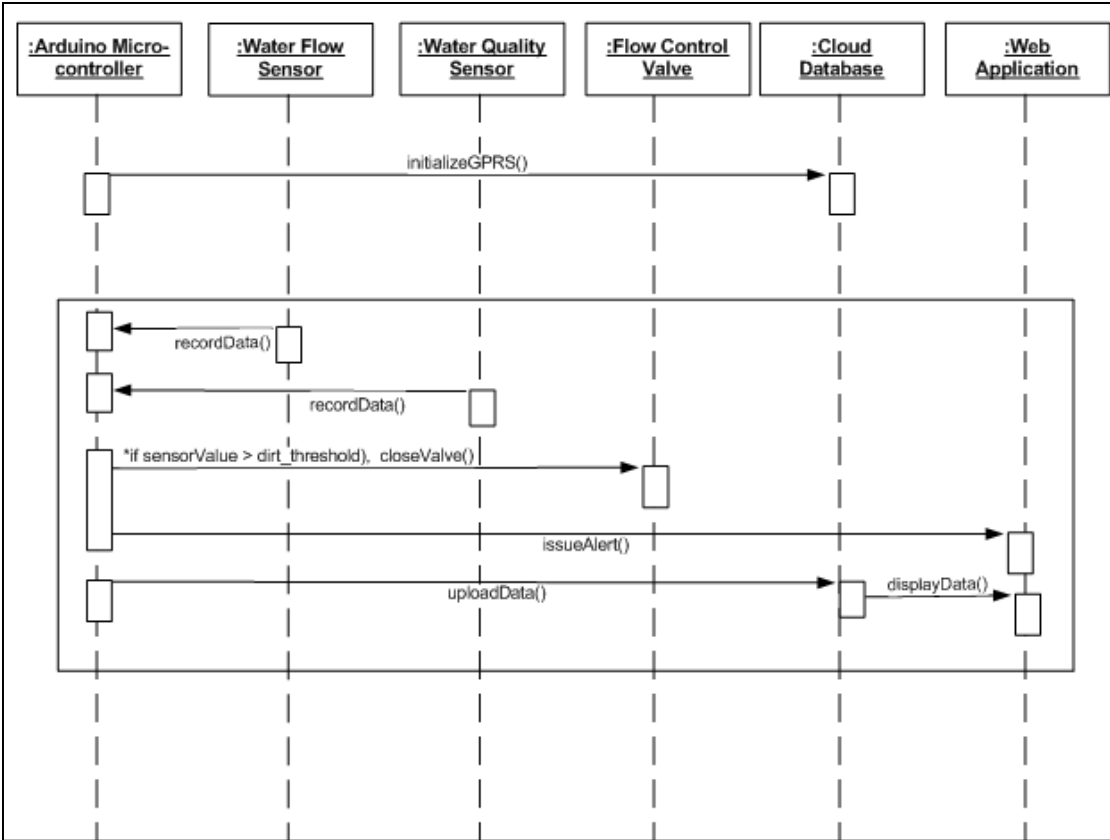 :Arduino Micro-
controller
:Water Flow
Sensor
:Water Quality
Sensor
:Flow Control
Valve
:Cloud
Database
:Web
Application
initializeGPRS()
recordData()
recordData()
*if sensorValue > dirt_threshold), closeValve()
issueAlert()
uploadData()
displayData()